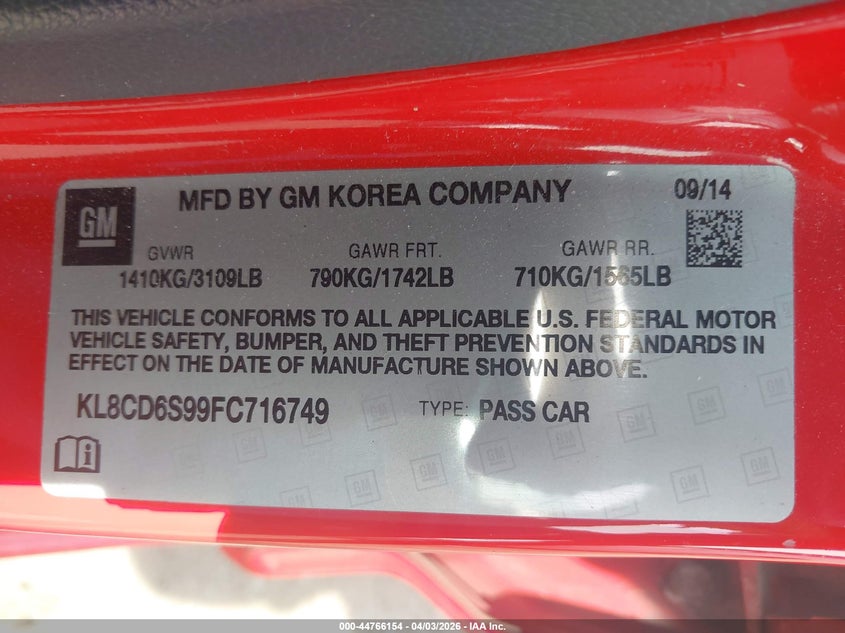 GM
MFD BY GM KOREA COMPANY 09/14
GVWR GAWR FRT. GAWR RR.
1410KG/3109LB 790KG/1742LB 710KG/1565LB
THIS VEHICLE CONFORMS TO ALL APPLICABLE U.S. FEDERAL MOTOR
VEHICLE SAFETY, BUMPER, AND THEFT PREVENTION STANDARDS IN
EFFECT ON THE DATE OF MANUFACTURE SHOWN ABOVE.
KL8CD6S99FC716749 TYPE: PASS CAR
000-44766154 - 04/03/2026 - IAA Inc.